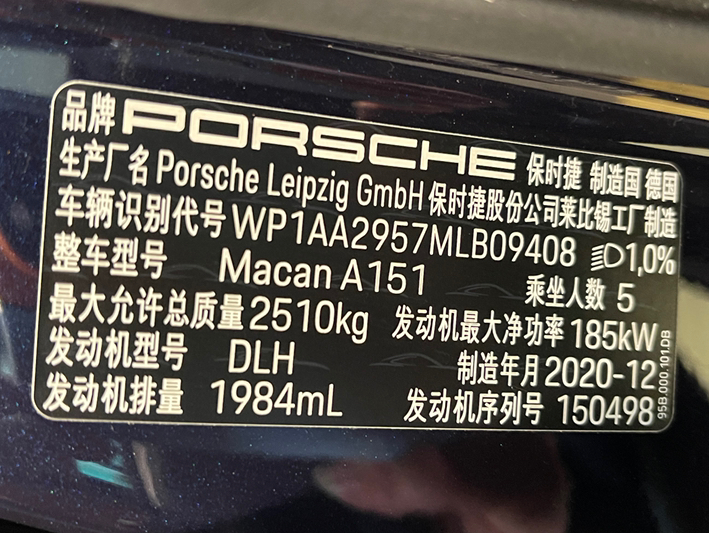 品牌 PORSCHE 保时捷 制造国 德国
生产厂名 Porsche Leipzig GmbH 保时捷股份公司莱比锡工厂制造
车辆识别代号 WP1AA2957MLB09408 1,0%
整车型号 Macan A151 乘坐人数 5
最大允许总质量 2510kg 发动机最大净功率 185kW
发动机型号 DLH 制造年月 2020-12
发动机排量 1984mL 发动机序列号 150498
95B.000.101.DB